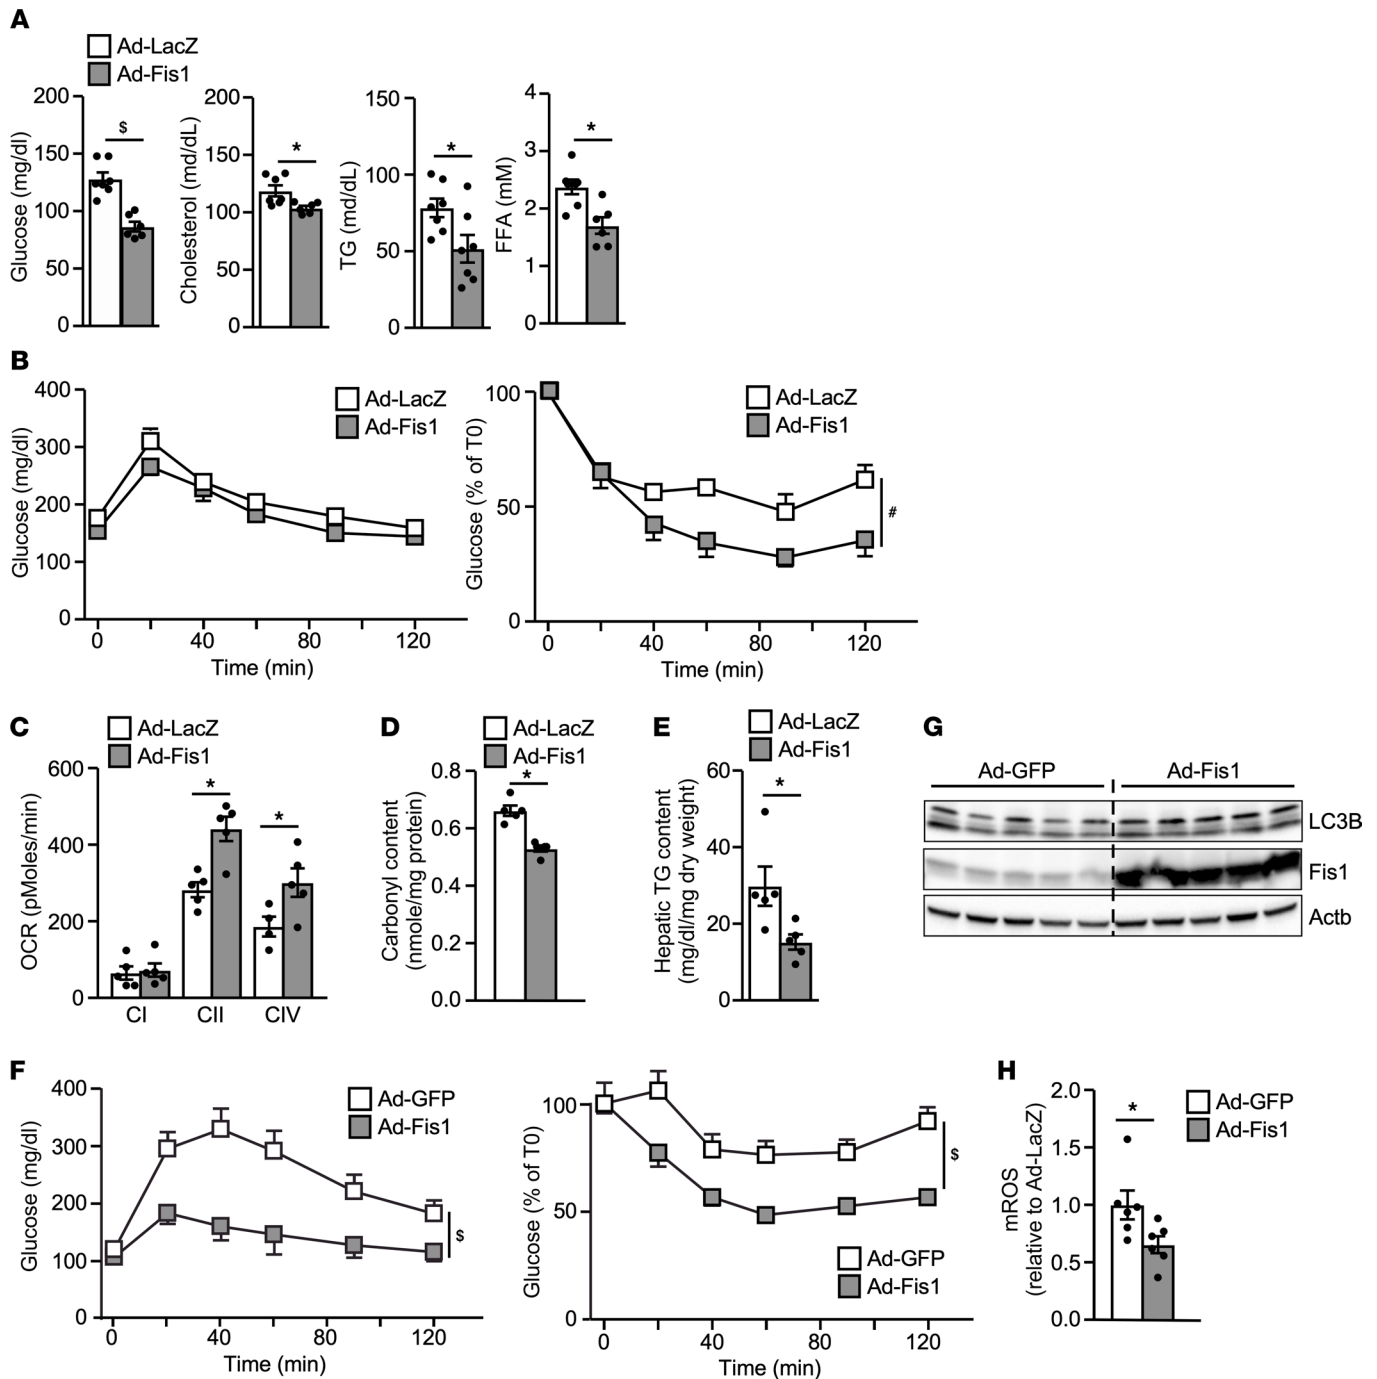 A
Ad-LacZ
Ad-Fis1
Glucose (mg/dl)
200
150
100
50
0
$
Cholesterol (md/dL)
200
150
100
50
0
*
TG (md/dL)
150
100
50
0
*
FFA (mM)
4
3
2
1
0
*
B
Glucose (mg/dl)
400
300
200
100
0
Ad-LacZ
Ad-Fis1
0 40 80 120
Time (min)
Glucose (% of T0)
100
50
0
Ad-LacZ
Ad-Fis1
#
0 40 80 120
Time (min)
C
Ad-LacZ
Ad-Fis1
OCR (pMoles/min)
600
400
200
0
*
*
CI CII CIV
D
Ad-LacZ
Ad-Fis1
Carbonyl content
(nmole/mg protein)
0.8
0.6
0.4
0.2
0.0
*
E
Ad-LacZ
Ad-Fis1
Hepatic TG content
(mg/dl/mg dry weight)
60
40
20
0
*
G
Ad-GFP Ad-Fis1
LC3B
Fis1
Actb
F
Glucose (mg/dl)
400
300
200
100
0
Ad-GFP
Ad-Fis1
$
0 40 80 120
Time (min)
Glucose (% of T0)
100
50
0
$
Ad-GFP
Ad-Fis1
0 40 80 120
Time (min)
H
mROS
(relative to Ad-LacZ)
2.0
1.5
1.0
0.5
0.0
*
Ad-GFP
Ad-Fis1